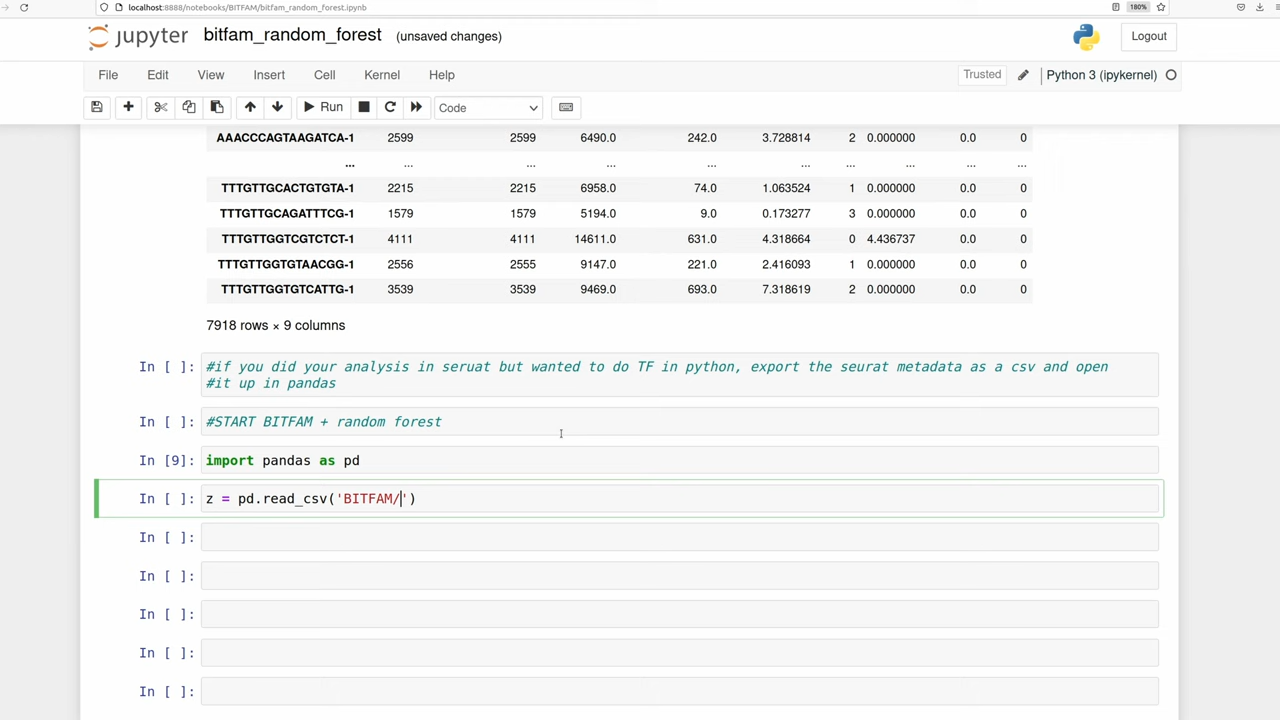 localhost:8888/notebooks/BITFAM/bitfam_random_forest.ipynb
180%
jupyter bitfam_random_forest (unsaved changes)
Logout
File Edit View Insert Cell Kernel Help
Trusted Python 3 (ipykernel)
Run Code
AAACCCAGTAAGATCA-1 2599 2599 6490.0 242.0 3.728814 2 0.000000 0.0 0
... ... ... ... ... ... ... ... ... ...
TTTGTTGCACTGTGTA-1 2215 2215 6958.0 74.0 1.063524 1 0.000000 0.0 0
TTTGTTGCAGATTTCG-1 1579 1579 5194.0 9.0 0.173277 3 0.000000 0.0 0
TTTGTTGGTCGTCTCT-1 4111 4111 14611.0 631.0 4.318664 0 4.436737 0.0 0
TTTGTTGGTGTAACGG-1 2556 2555 9147.0 221.0 2.416093 1 0.000000 0.0 0
TTTGTTGGTGTCATTG-1 3539 3539 9469.0 693.0 7.318619 2 0.000000 0.0 0
7918 rows × 9 columns
In [ ]: #if you did your analysis in seruat but wanted to do TF in python, export the seurat metadata as a csv and open
#it up in pandas
In [ ]: #START BITFAM + random forest
In [9]: import pandas as pd
In [ ]: z = pd.read_csv('BITFAM/')
In [ ]:
In [ ]:
In [ ]:
In [ ]:
In [ ]: